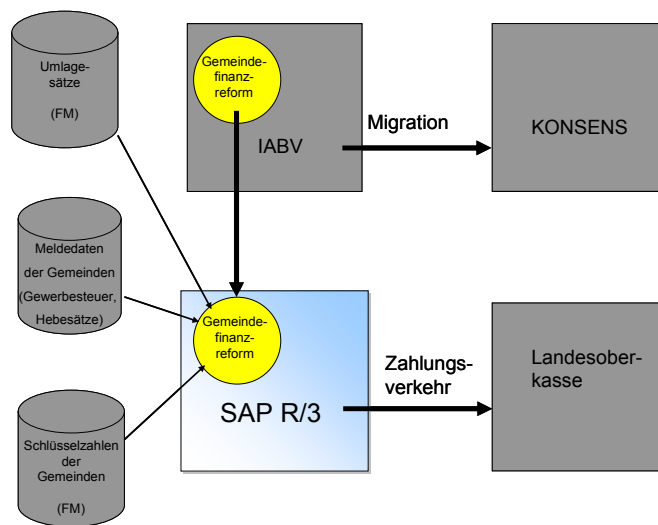 Umlage-
sätze
(FM)
Gemeinde-
finanz-
reform
IABV
Migration
KONSENS
Meldedaten
der Gemeinden
(Gewerbesteuer,
Hebesätze)
Gemeinde-
finanz-
reform
SAP R/3
Zahlungs-
verkehr
Landesober-
kasse
Schlüsselzahlen
der
Gemeinden
(FM)